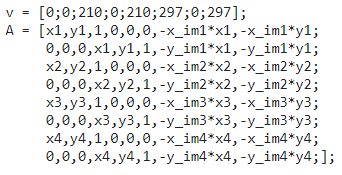 v = [0;0;210;0;210;297;0;297];
A = [x1,y1,1,0,0,0,-x_im1*x1,-x_im1*y1;
0,0,0,x1,y1,1,-y_im1*x1,-y_im1*y1;
x2,y2,1,0,0,0,-x_im2*x2,-x_im2*y2;
0,0,0,x2,y2,1,-y_im2*x2,-y_im2*y2;
x3,y3,1,0,0,0,-x_im3*x3,-x_im3*y3;
0,0,0,x3,y3,1,-y_im3*x3,-y_im3*y3;
x4,y4,1,0,0,0,-x_im4*x4,-x_im4*y4;
0,0,0,x4,y4,1,-y_im4*x4,-y_im4*y4;];